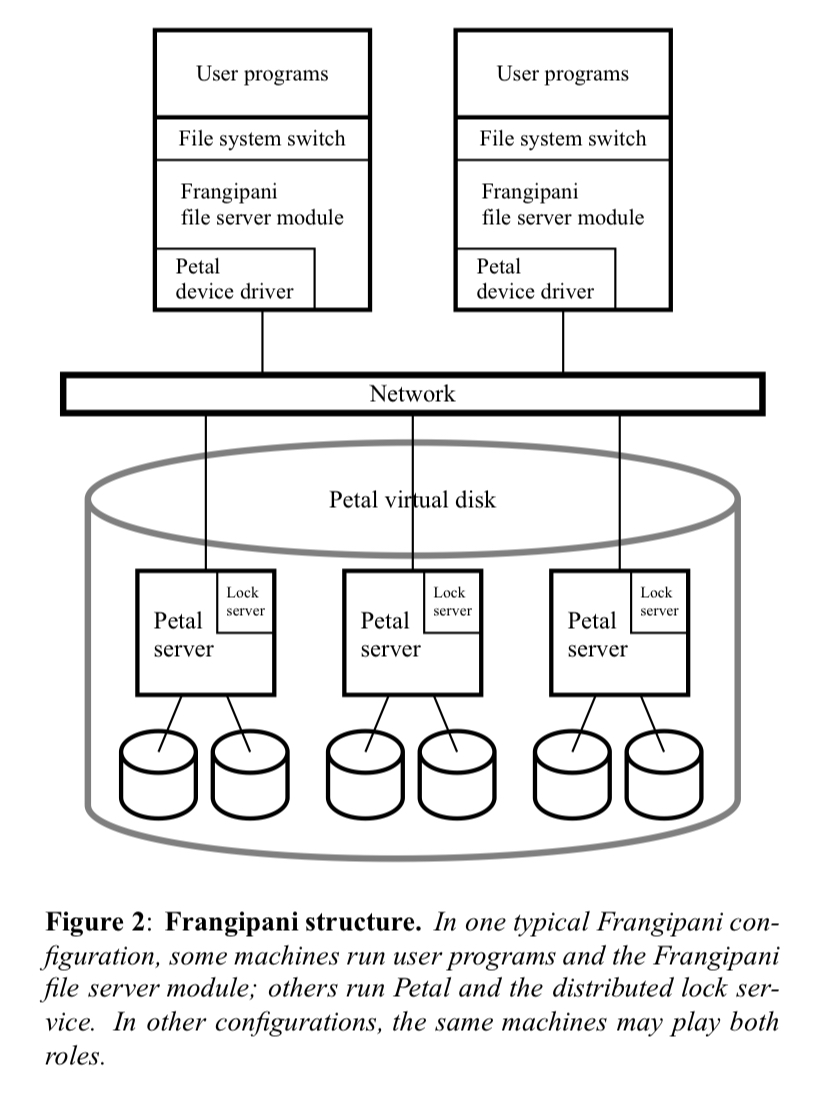 User programs
User programs
File system switch
File system switch
Frangipani
file server module
Frangipani
file server module
Petal
device driver
Petal
device driver
Network
Petal virtual disk
Petal
server
Lock
server
Petal
server
Lock
server
Petal
server
Lock
server
Figure 2: Frangipani structure. In one typical Frangipani con-
figuration, some machines run user programs and the Frangipani
file server module; others run Petal and the distributed lock ser-
vice. In other configurations, the same machines may play both
roles.